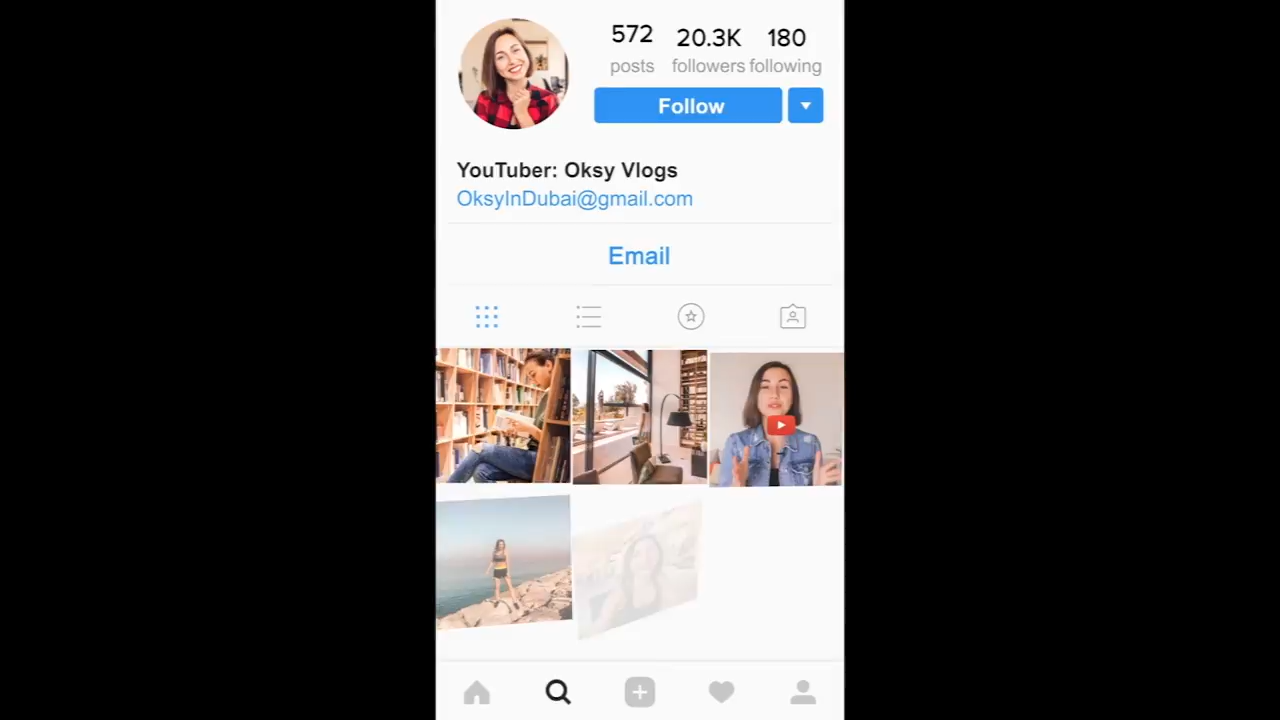 572 20.3K 180
posts followers following
Follow
YouTuber: Oksy Vlogs
OksyInDubai@gmail.com
Email